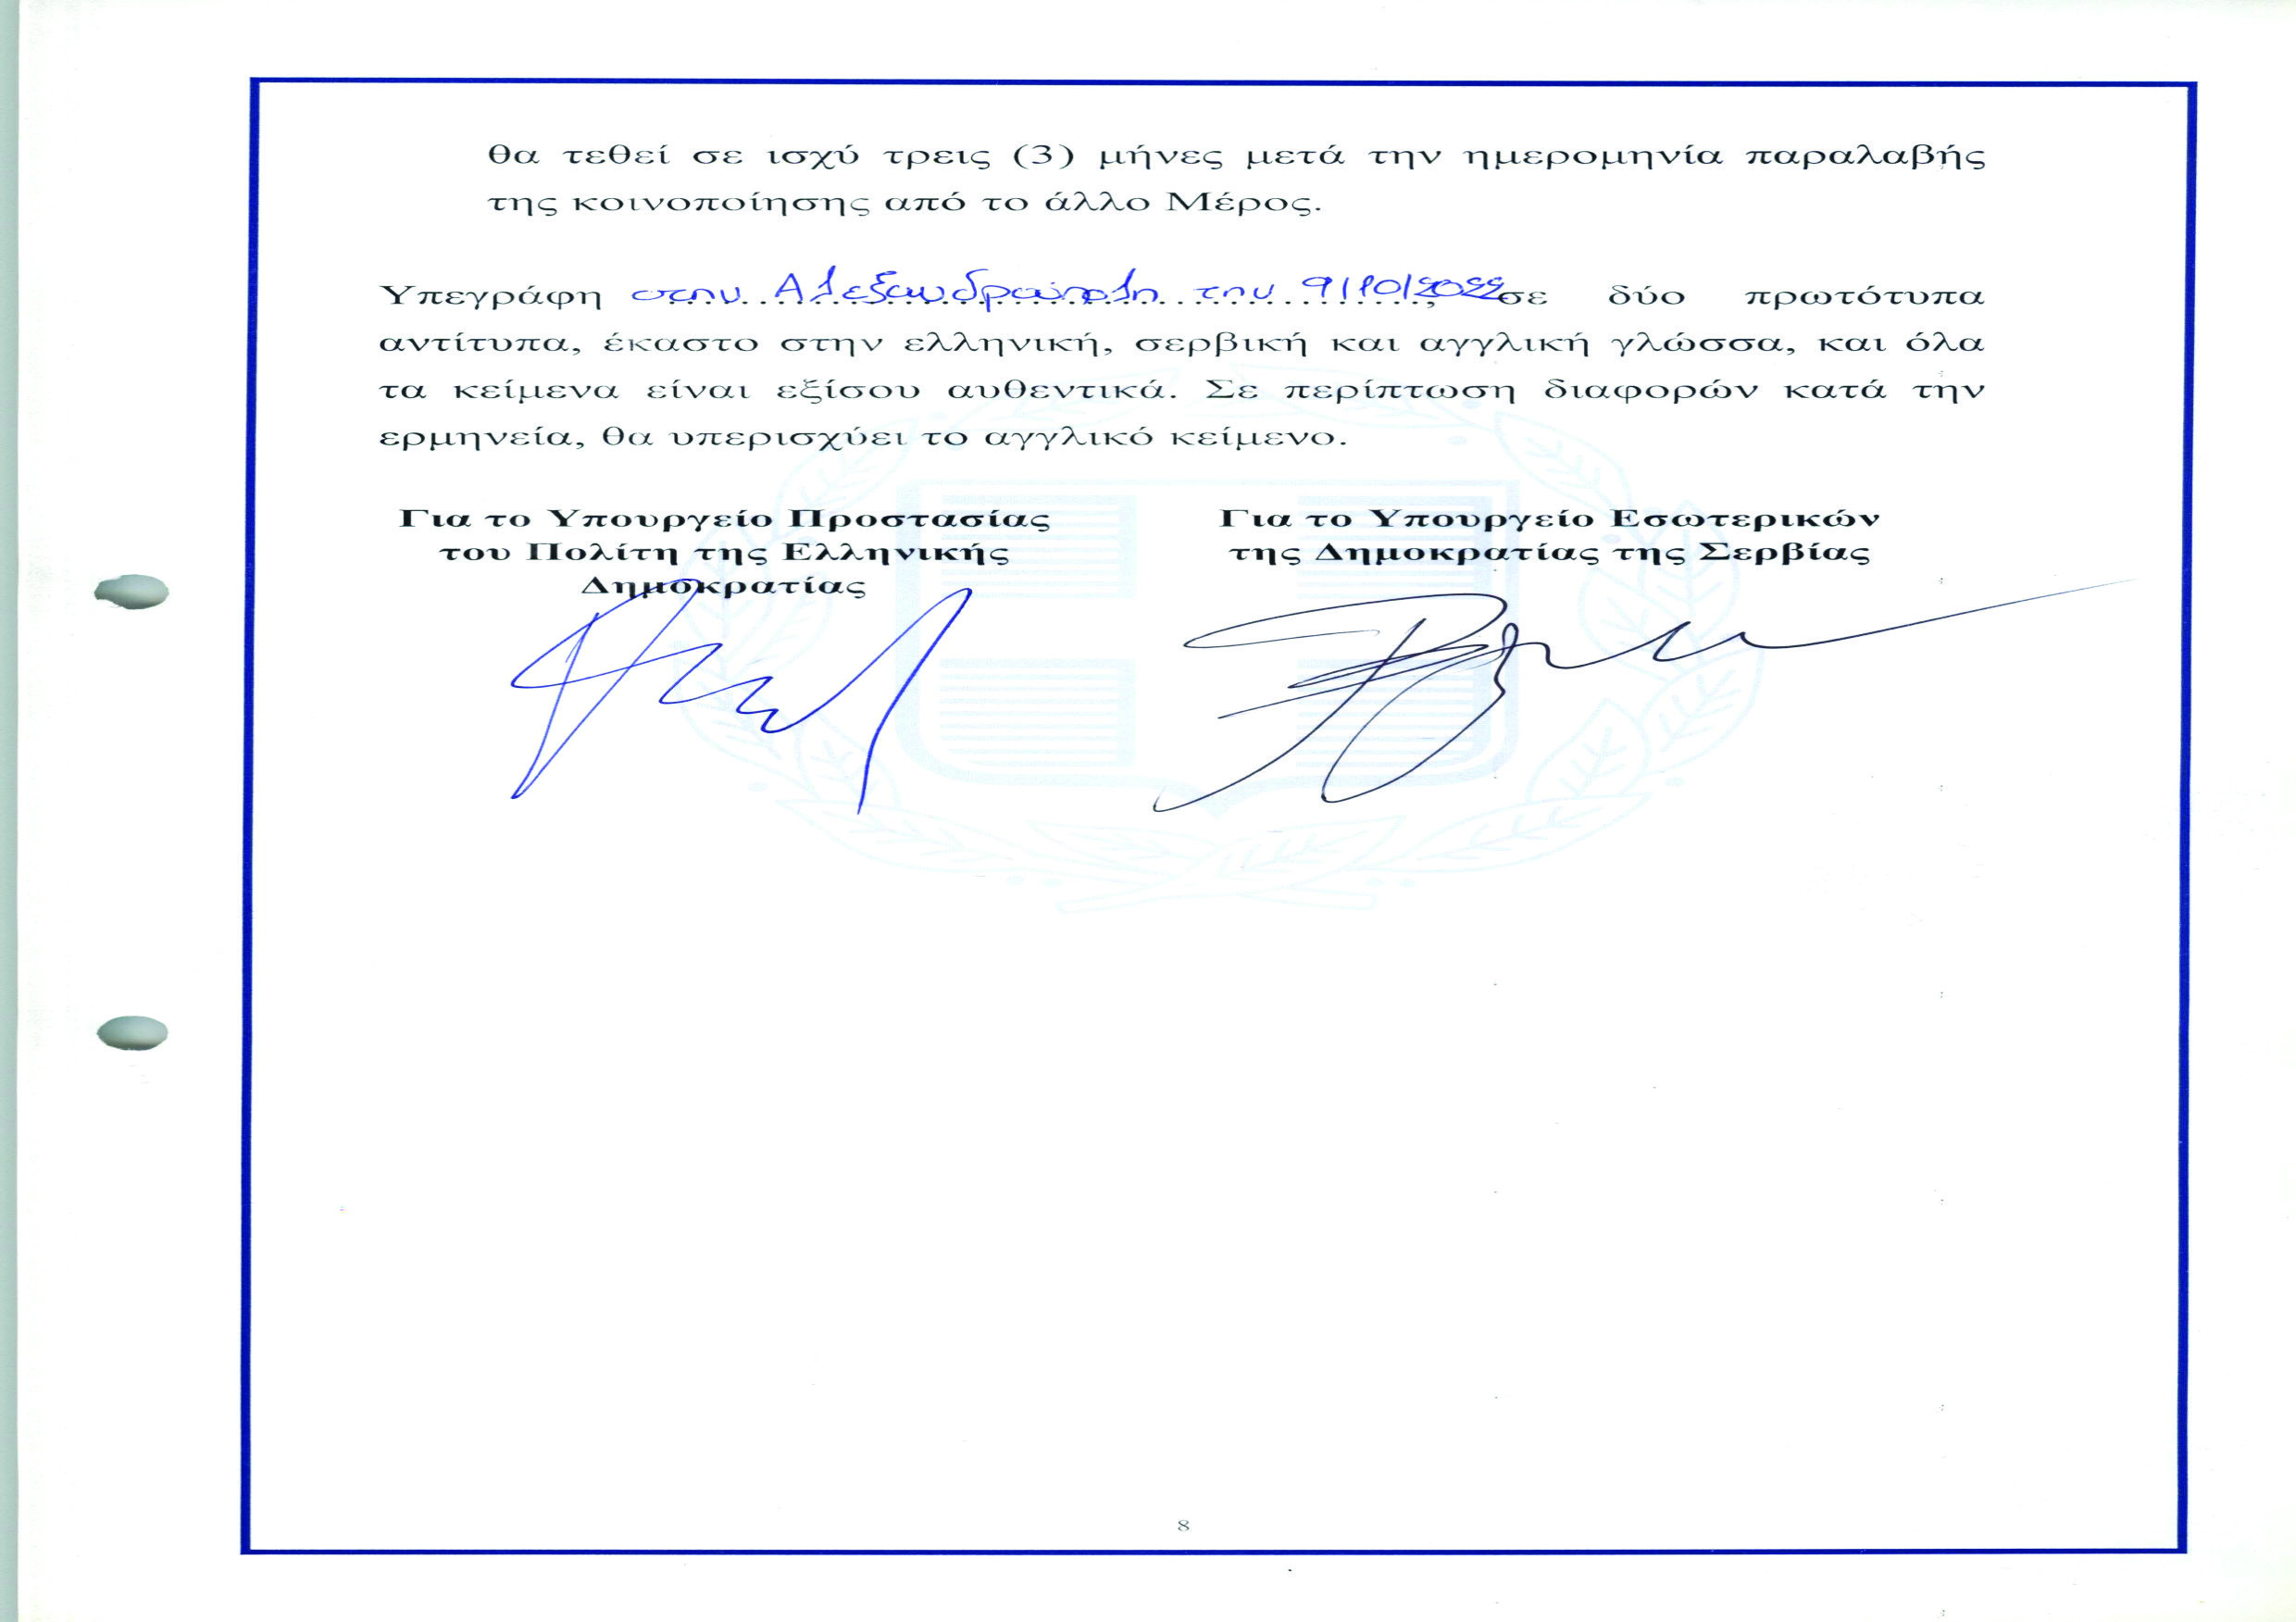 θα τεθεί σε ισχύ τρεις (3) μήνες μετά την ημερομηνία παραλαβής
της κοινοποίησης από το άλλο Μέρος.
Υπεγράφη στην Αλεξανδρούπολη την 9/10/2022, σε δύο πρωτότυπα
αντίτυπα, έκαστο στην ελληνική, σερβική και αγγλική γλώσσα, και όλα
τα κείμενα είναι εξίσου αυθεντικά. Σε περίπτωση διαφορών κατά την
ερμηνεία, θα υπερισχύει το αγγλικό κείμενο.
Για το Υπουργείο Προστασίας
του Πολίτη της Ελληνικής
Δημοκρατίας
Για το Υπουργείο Εσωτερικών
της Δημοκρατίας της Σερβίας
8